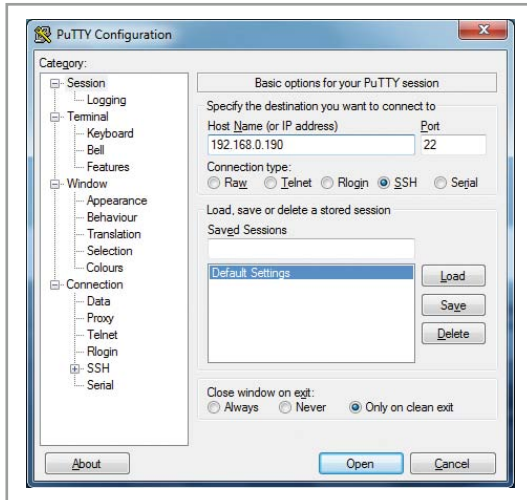 PuTTY Configuration
Category:
Session
Logging
Terminal
Keyboard
Bell
Features
Window
Appearance
Behaviour
Translation
Selection
Colours
Connection
Data
Proxy
Telnet
Rlogin
SSH
Serial
Basic options for your PuTTY session
Specify the destination you want to connect to
Host Name (or IP address) Port
192.168.0.190 22
Connection type:
Raw Telnet Rlogin SSH Serial
Load, save or delete a stored session
Saved Sessions
Default Settings
Load
Save
Delete
Close window on exit:
Always Never Only on clean exit
About Open Cancel